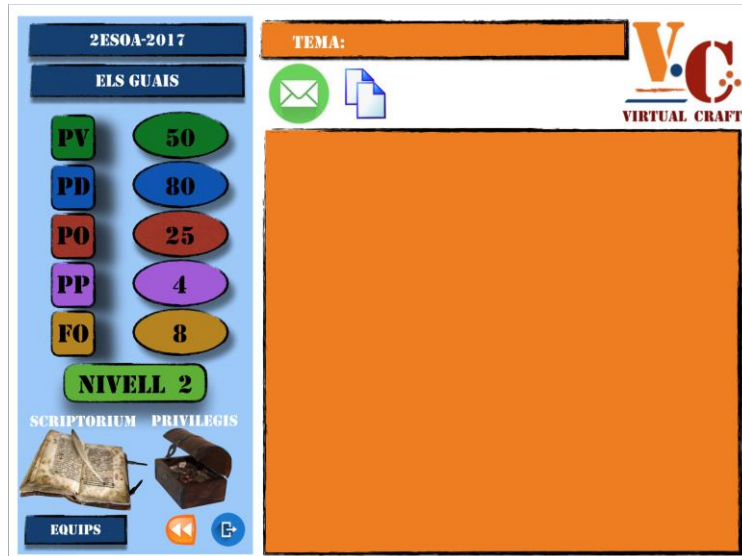 2ESOA-2017
ELS GUAIS
PV 50
PD 80
PO 25
PP 4
FO 8
NIVELL 2
SCRIPTORIUM PRIVILEGIS
EQUIPS
TEMA:
VC
VIRTUAL CRAFT